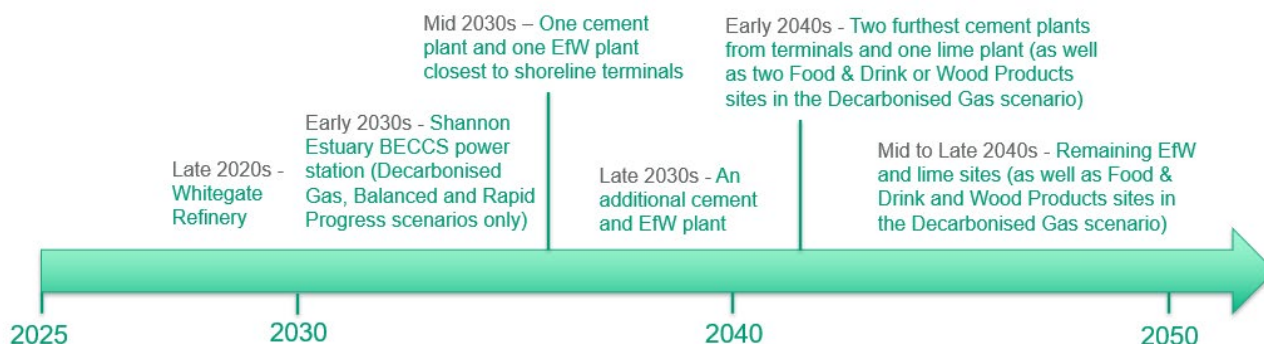 Late 2020s -
Whitegate
Refinery
Early 2030s - Shannon
Estuary BECCS power
station (Decarbonised
Gas, Balanced and Rapid
Progress scenarios only)
Mid 2030s – One cement
plant and one EfW plant
closest to shoreline terminals
Late 2030s - An
additional cement
and EfW plant
Early 2040s - Two furthest cement plants
from terminals and one lime plant (as well
as two Food & Drink or Wood Products
sites in the Decarbonised Gas scenario)
Mid to Late 2040s - Remaining EfW
and lime sites (as well as Food &
Drink and Wood Products sites in
the Decarbonised Gas scenario)
2025
2030
2040
2050